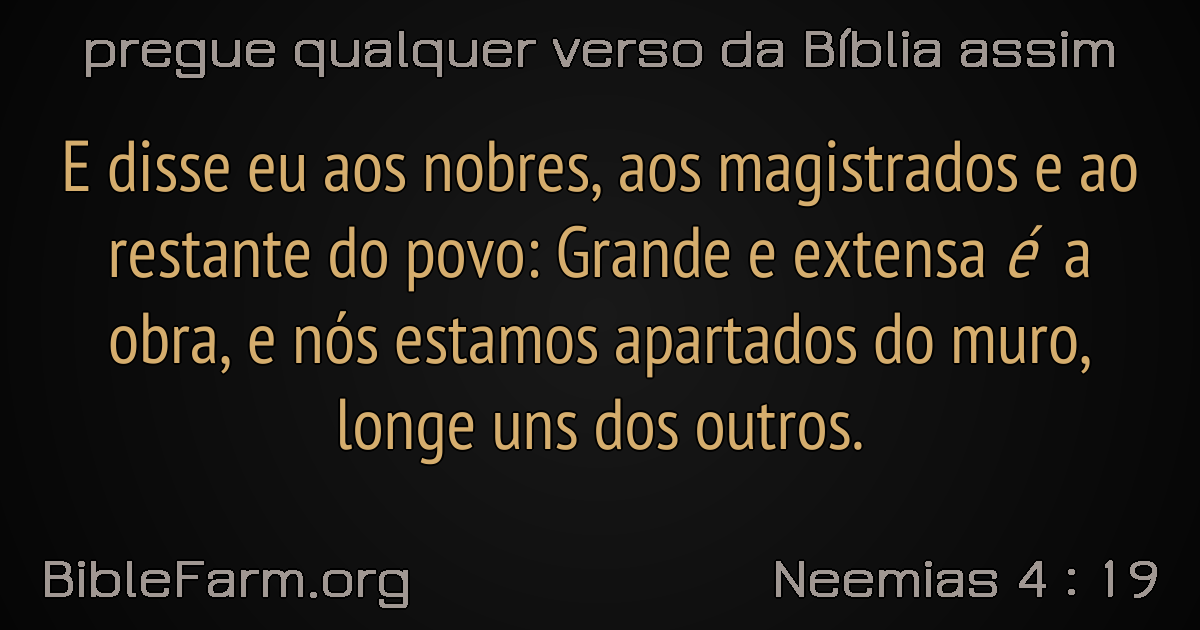 pregue qualquer verso da Bíblia assim
E disse eu aos nobres, aos magistrados e ao
restante do povo: Grande e extensa é a
obra, e nós estamos apartados do muro,
longe uns dos outros.
BibleFarm.org
Neemias 4 : 19